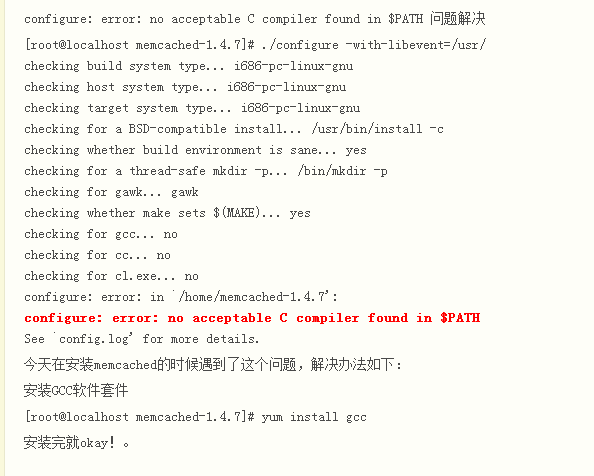 configure: error: no acceptable C compiler found in $PATH 问题解决
[root@localhost memcached-1.4.7]# ./configure -with-libevent=/usr/
checking build system type... i686-pc-linux-gnu
checking host system type... i686-pc-linux-gnu
checking target system type... i686-pc-linux-gnu
checking for a BSD-compatible install... /usr/bin/install -c
checking whether build environment is sane... yes
checking for a thread-safe mkdir -p... /bin/mkdir -p
checking for gawk... gawk
checking whether make sets $(MAKE)... yes
checking for gcc... no
checking for cc... no
checking for cl.exe... no
configure: error: in `/home/memcached-1.4.7':
configure: error: no acceptable C compiler found in $PATH
See `config.log' for more details.
今天在安装memcached的时候遇到了这个问题，解决办法如下：
安装GCC软件套件
[root@localhost memcached-1.4.7]# yum install gcc
安装完就okay！。